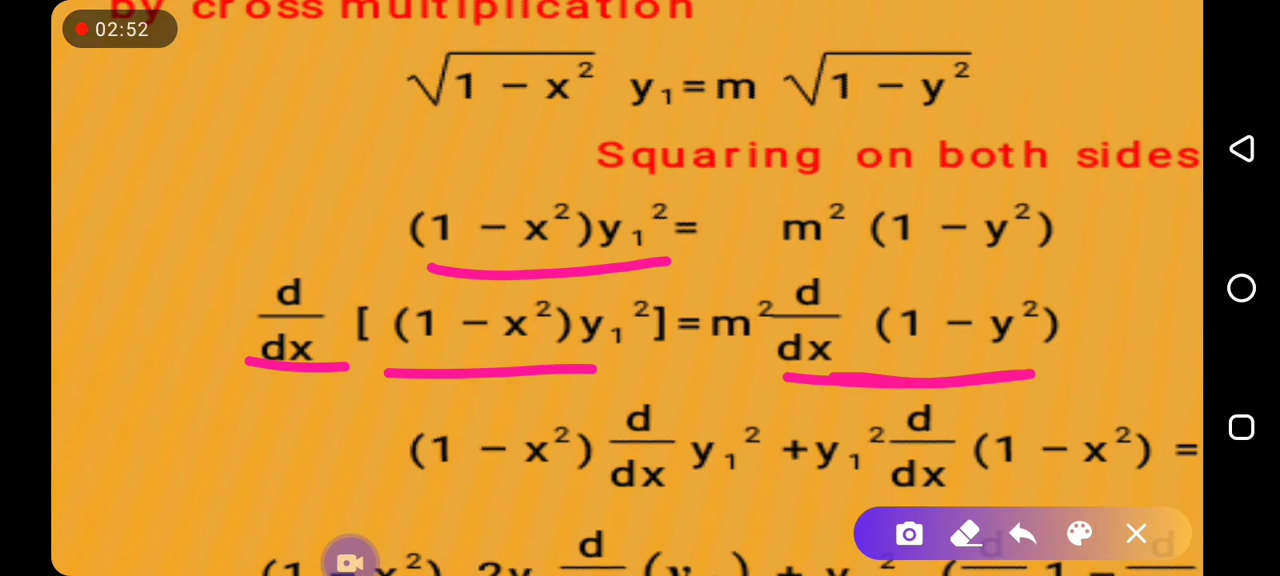 by cross multiplication
02:52
√(1 − x²) y₁ = m √(1 − y²)
Squaring on both sides
(1 − x²)y₁² = m² (1 − y²)
d/dx [ (1 − x²)y₁²] = m² d/dx (1 − y²)
(1 − x²) d/dx y₁² + y₁² d/dx (1 − x²) =